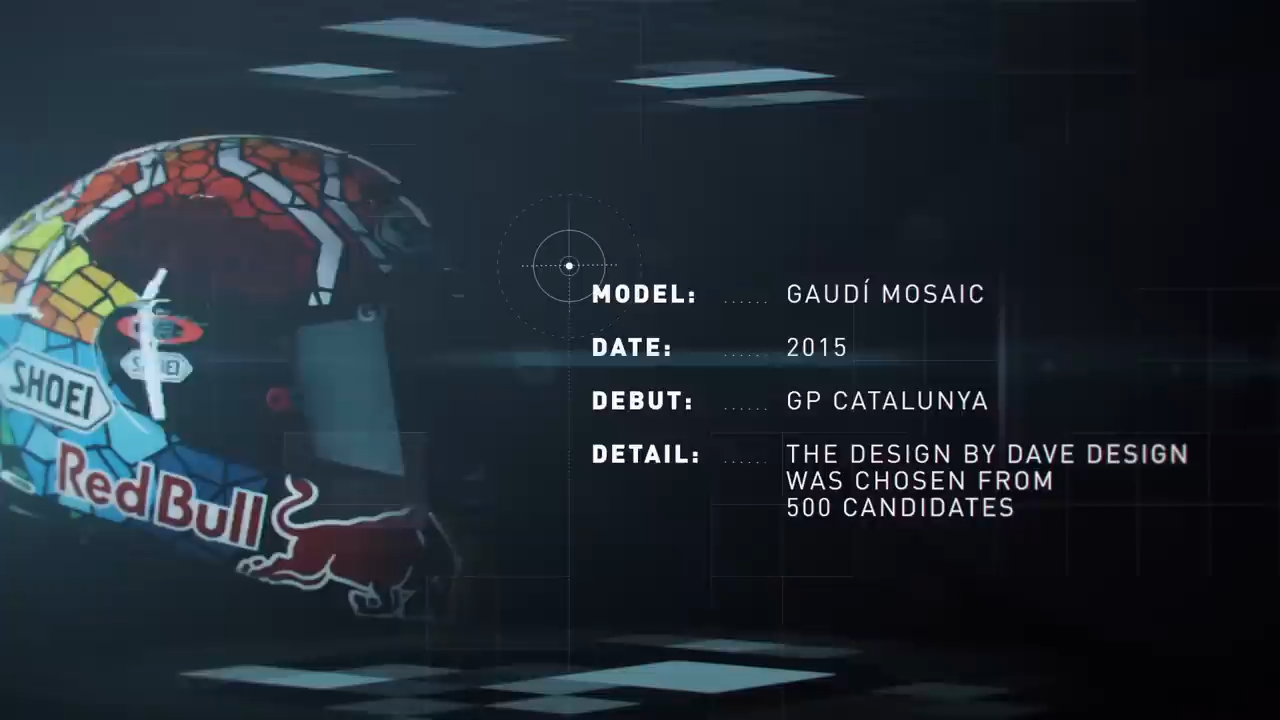 MODEL: ...... GAUDÍ MOSAIC
DATE: ...... 2015
DEBUT: ...... GP CATALUNYA
DETAIL: ...... THE DESIGN BY DAVE DESIGN
WAS CHOSEN FROM
500 CANDIDATES
SHOEI
SHOEI
Red Bull